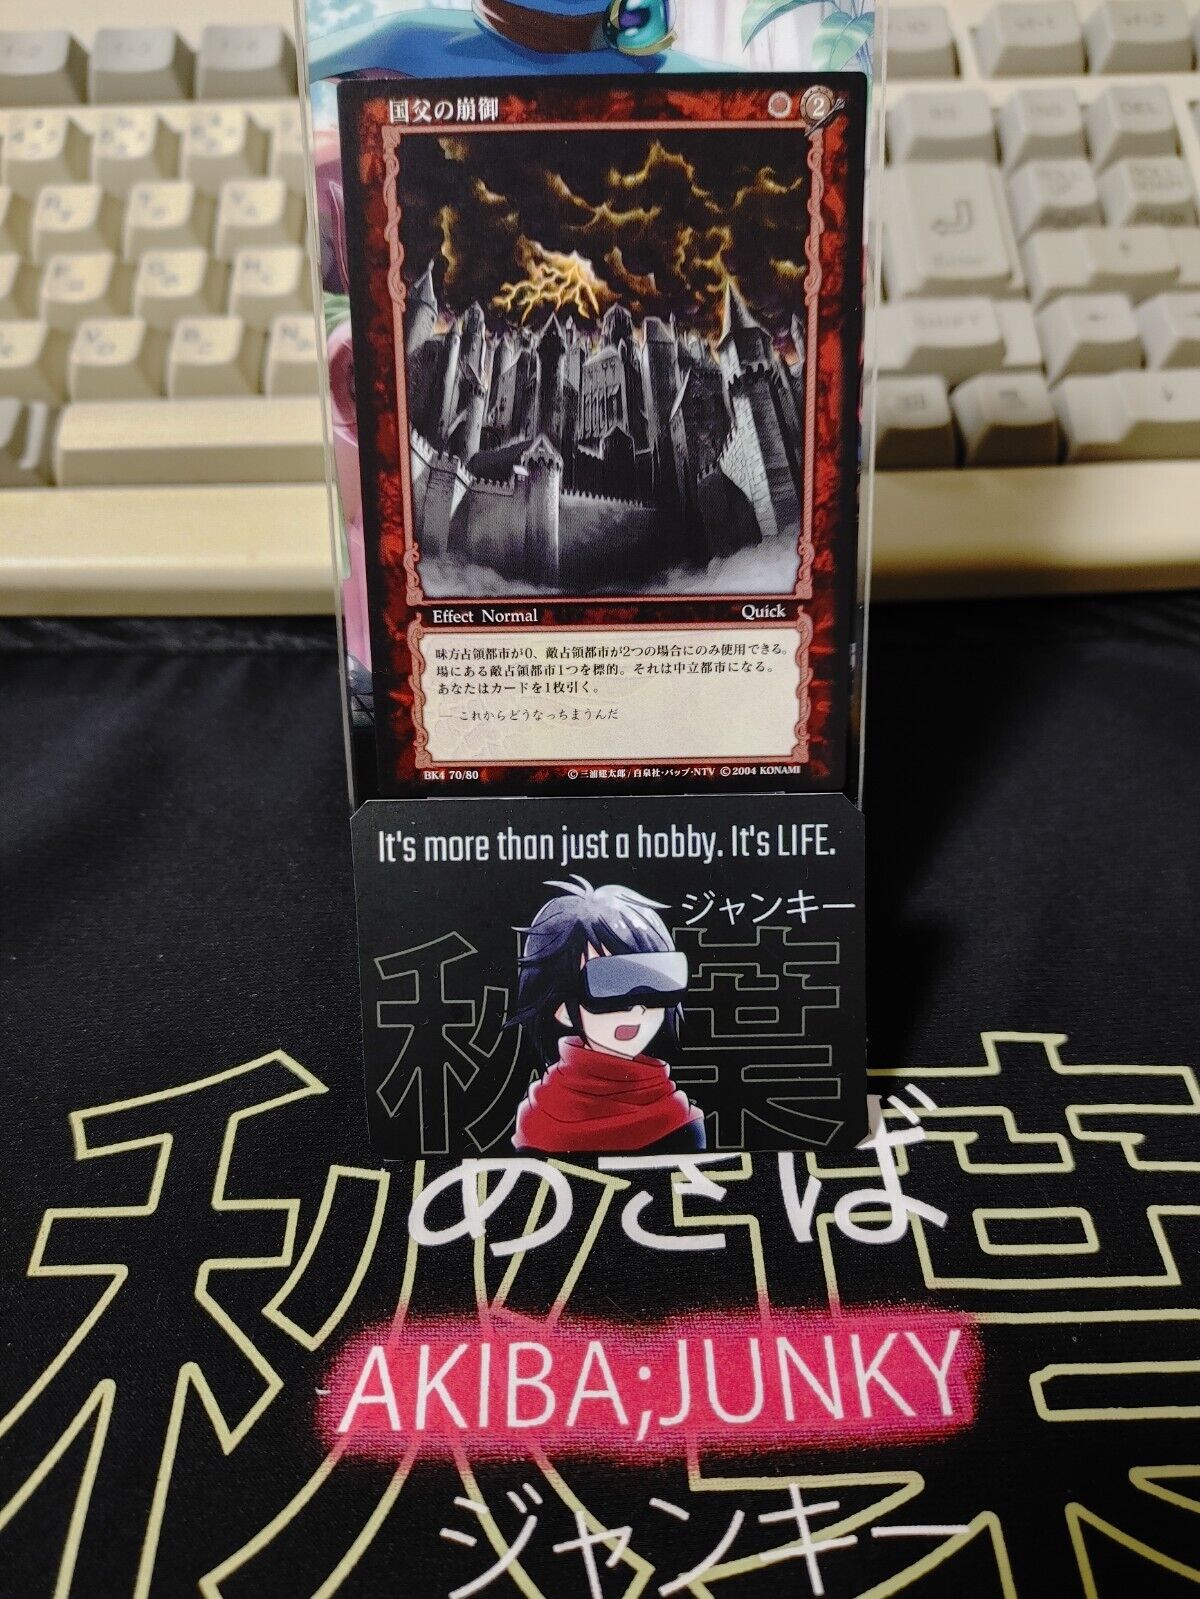 国父の崩御
2
Effect Normal
Quick
味方占領都市が0、敵占領都市が2つの場合にのみ使用できる。
場にある敵占領都市1つを標的。それは中立都市になる。
あなたはカードを1枚引く。
― これからどうなっちまうんだ
BK4 70/80
©三浦建太郎/白泉社・バップ・NTV ©2004 KONAMI
It's more than just a hobby. It's LIFE.
ジャンキー
秋葉
めさば
AKIBA;JUNKY
秋葉
ジャンキー